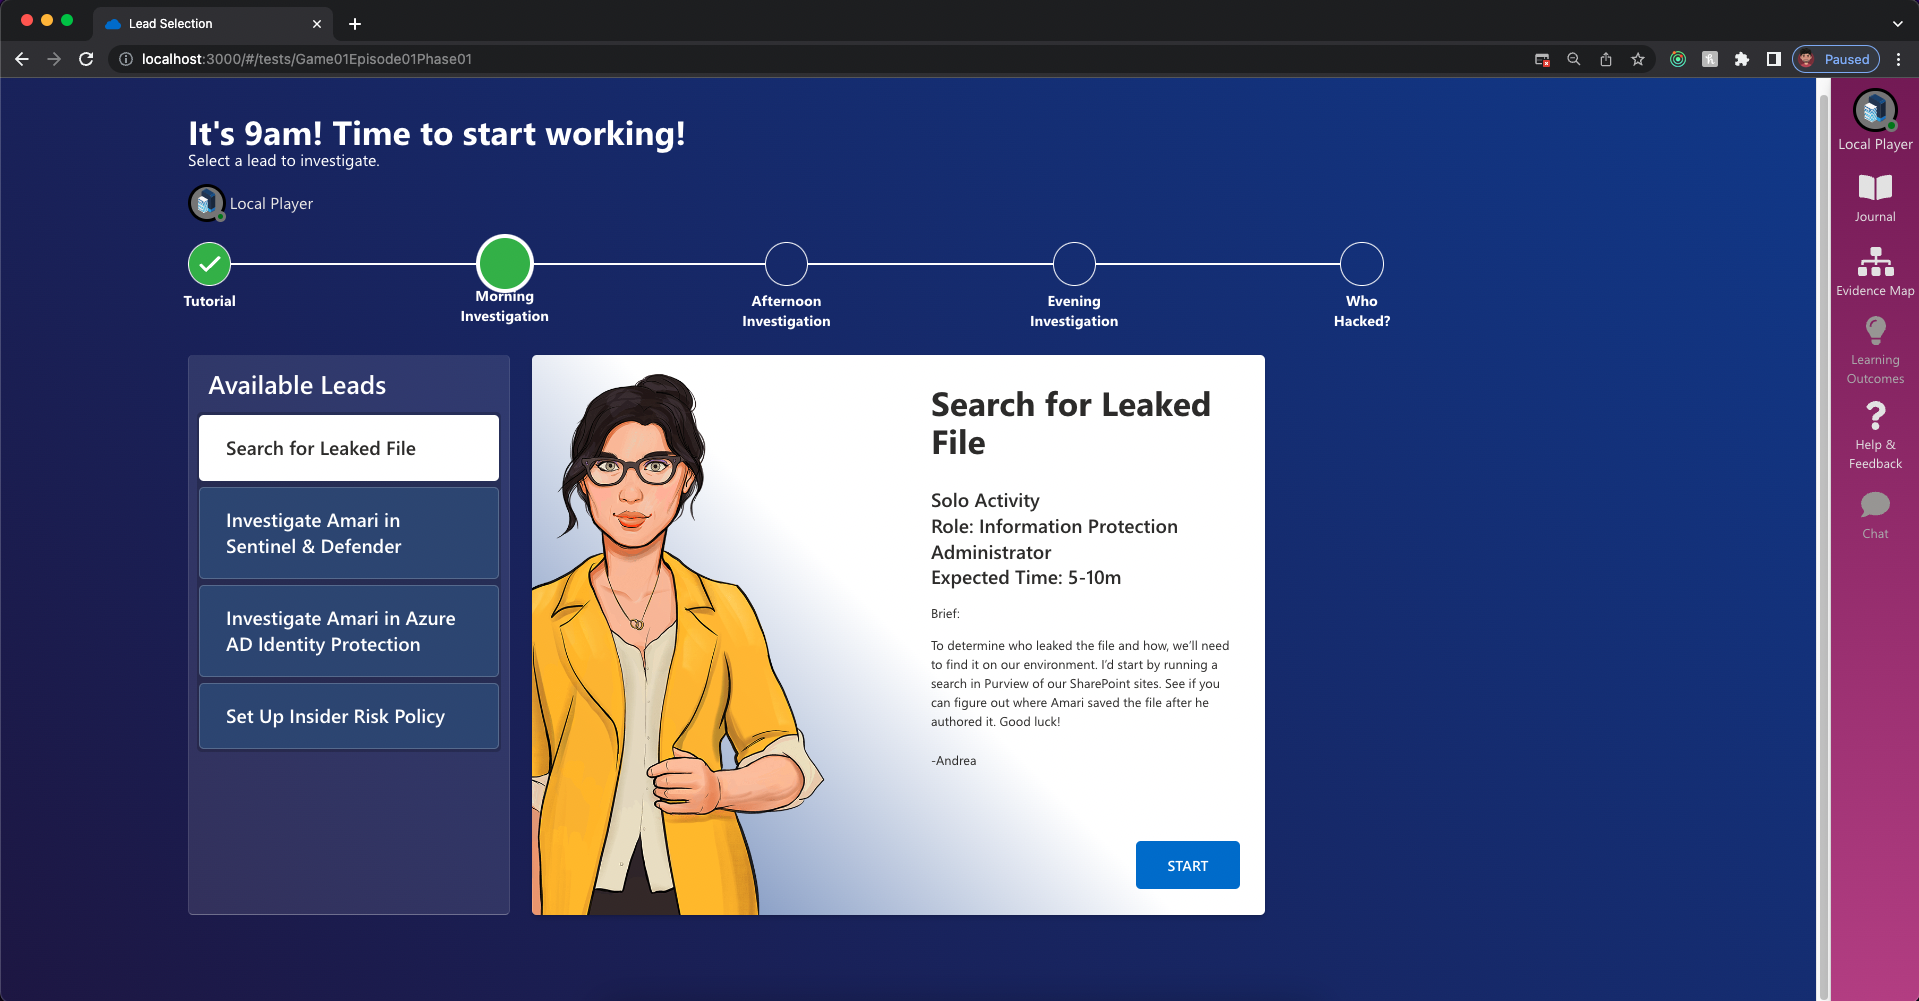 Lead Selection
localhost:3000/#/tests/Game01Episode01Phase01
Paused
It's 9am! Time to start working!
Select a lead to investigate.
Local Player
Tutorial
Morning
Investigation
Afternoon
Investigation
Evening
Investigation
Who
Hacked?
Available Leads
Search for Leaked File
Investigate Amari in
Sentinel & Defender
Investigate Amari in Azure
AD Identity Protection
Set Up Insider Risk Policy
Search for Leaked
File
Solo Activity
Role: Information Protection
Administrator
Expected Time: 5-10m
Brief:
To determine who leaked the file and how, we'll need
to find it on our environment. I'd start by running a
search in Purview of our SharePoint sites. See if you
can figure out where Amari saved the file after he
authored it. Good luck!
-Andrea
START
Local Player
Journal
Evidence Map
Learning
Outcomes
Help &
Feedback
Chat